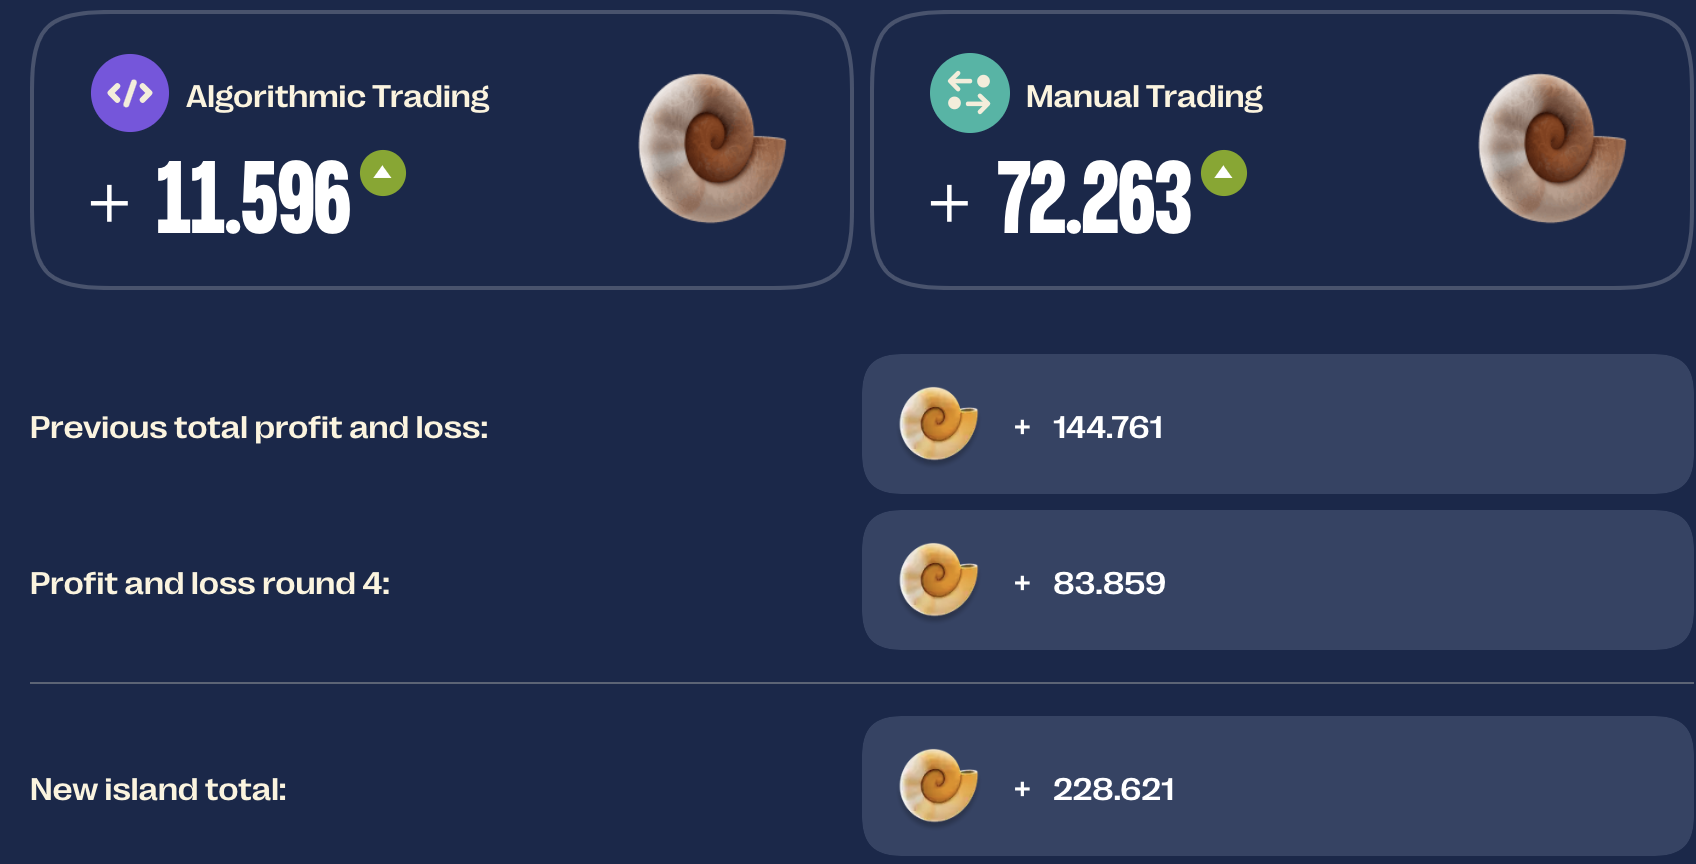 Algorithmic Trading
+ 11.596
Manual Trading
+ 72.263
Previous total profit and loss:
+ 144.761
Profit and loss round 4:
+ 83.859
New island total:
+ 228.621